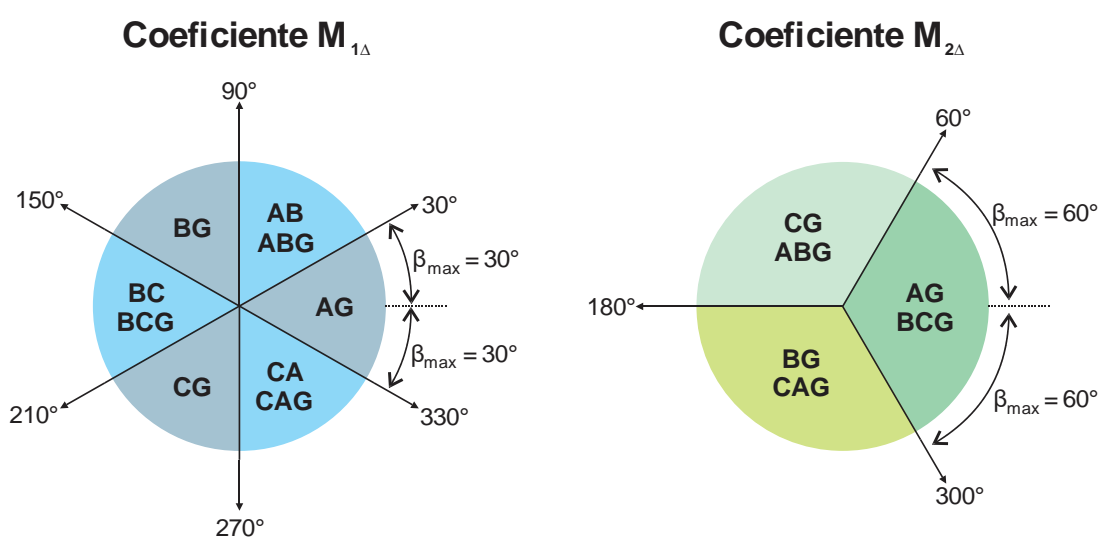 Coeficiente M1Δ
90°
150°
30°
BG
AB
ABG
βmax = 30°
BC
BCG
AG
CG
CA
CAG
βmax = 30°
210°
330°
270°
Coeficiente M2Δ
60°
βmax = 60°
CG
ABG
180°
AG
BCG
BG
CAG
βmax = 60°
300°